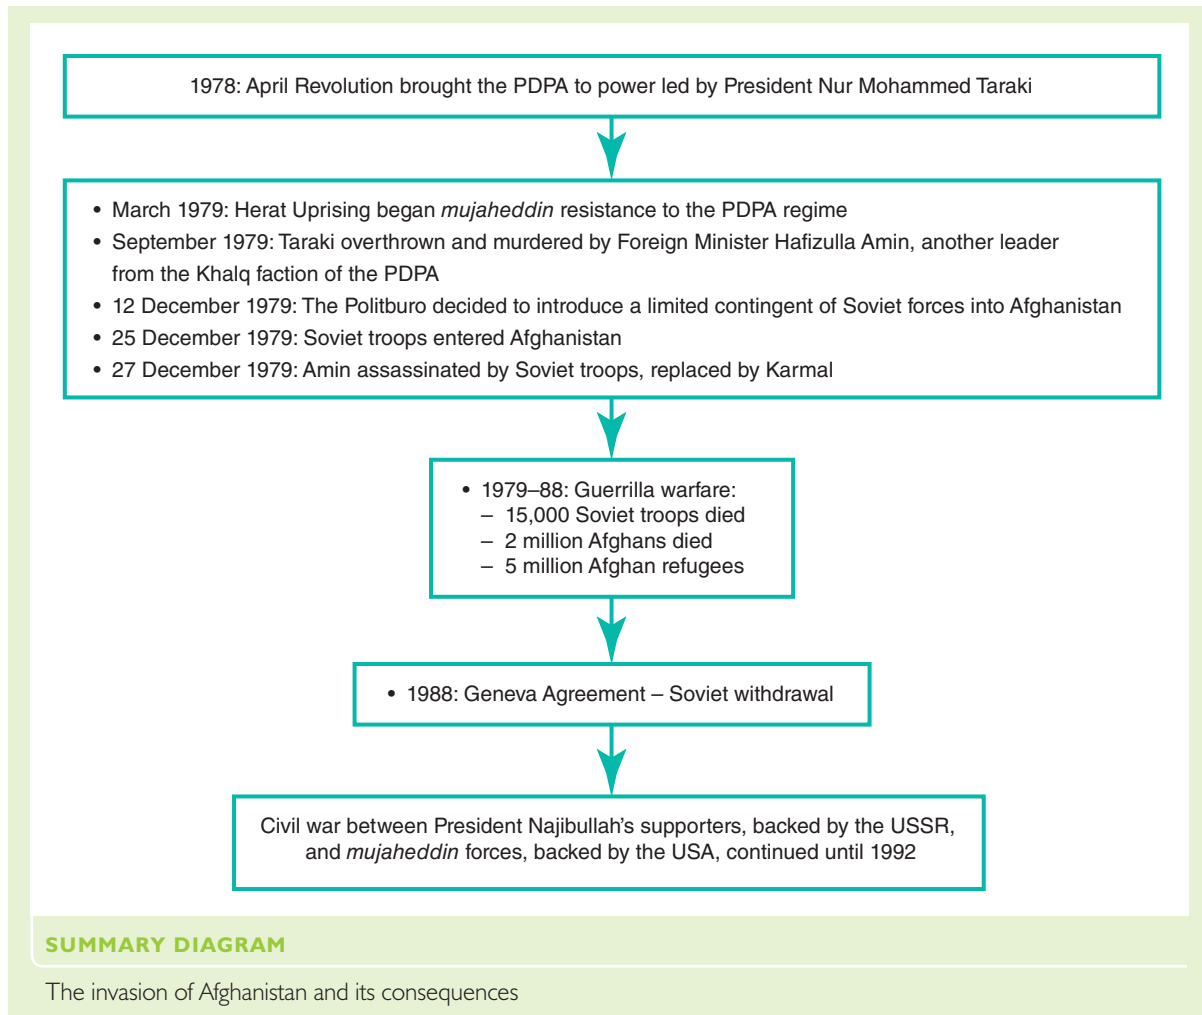 1978: April Revolution brought the PDPA to power led by President Nur Mohammed Taraki
• March 1979: Herat Uprising began mujaheddin resistance to the PDPA regime
• September 1979: Taraki overthrown and murdered by Foreign Minister Hafizulla Amin, another leader
from the Khalq faction of the PDPA
• 12 December 1979: The Politburo decided to introduce a limited contingent of Soviet forces into Afghanistan
• 25 December 1979: Soviet troops entered Afghanistan
• 27 December 1979: Amin assassinated by Soviet troops, replaced by Karmal
• 1979–88: Guerrilla warfare:
– 15,000 Soviet troops died
– 2 million Afghans died
– 5 million Afghan refugees
• 1988: Geneva Agreement – Soviet withdrawal
Civil war between President Najibullah's supporters, backed by the USSR,
and mujaheddin forces, backed by the USA, continued until 1992
SUMMARY DIAGRAM
The invasion of Afghanistan and its consequences